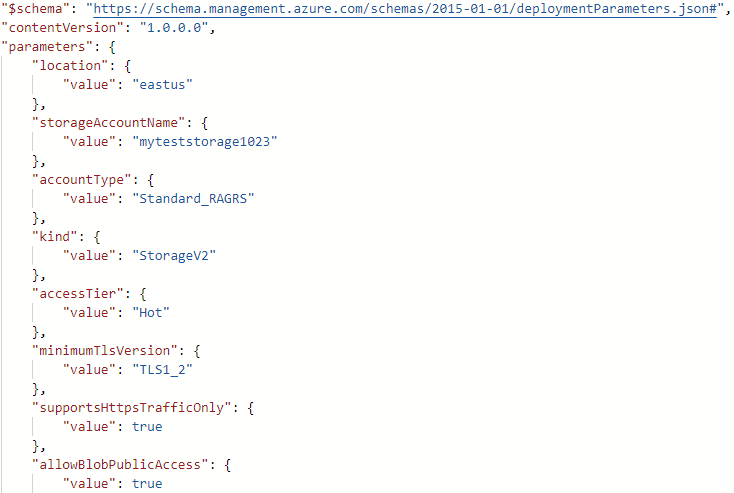 "$schema": "https://schema.management.azure.com/schemas/2015-01-01/deploymentParameters.json#",
"contentVersion": "1.0.0.0",
"parameters": {
    "location": {
        "value": "eastus"
    },
    "storageAccountName": {
        "value": "myteststorage1023"
    },
    "accountType": {
        "value": "Standard_RAGRS"
    },
    "kind": {
        "value": "StorageV2"
    },
    "accessTier": {
        "value": "Hot"
    },
    "minimumTlsVersion": {
        "value": "TLS1_2"
    },
    "supportsHttpsTrafficOnly": {
        "value": true
    },
    "allowBlobPublicAccess": {
        "value": true